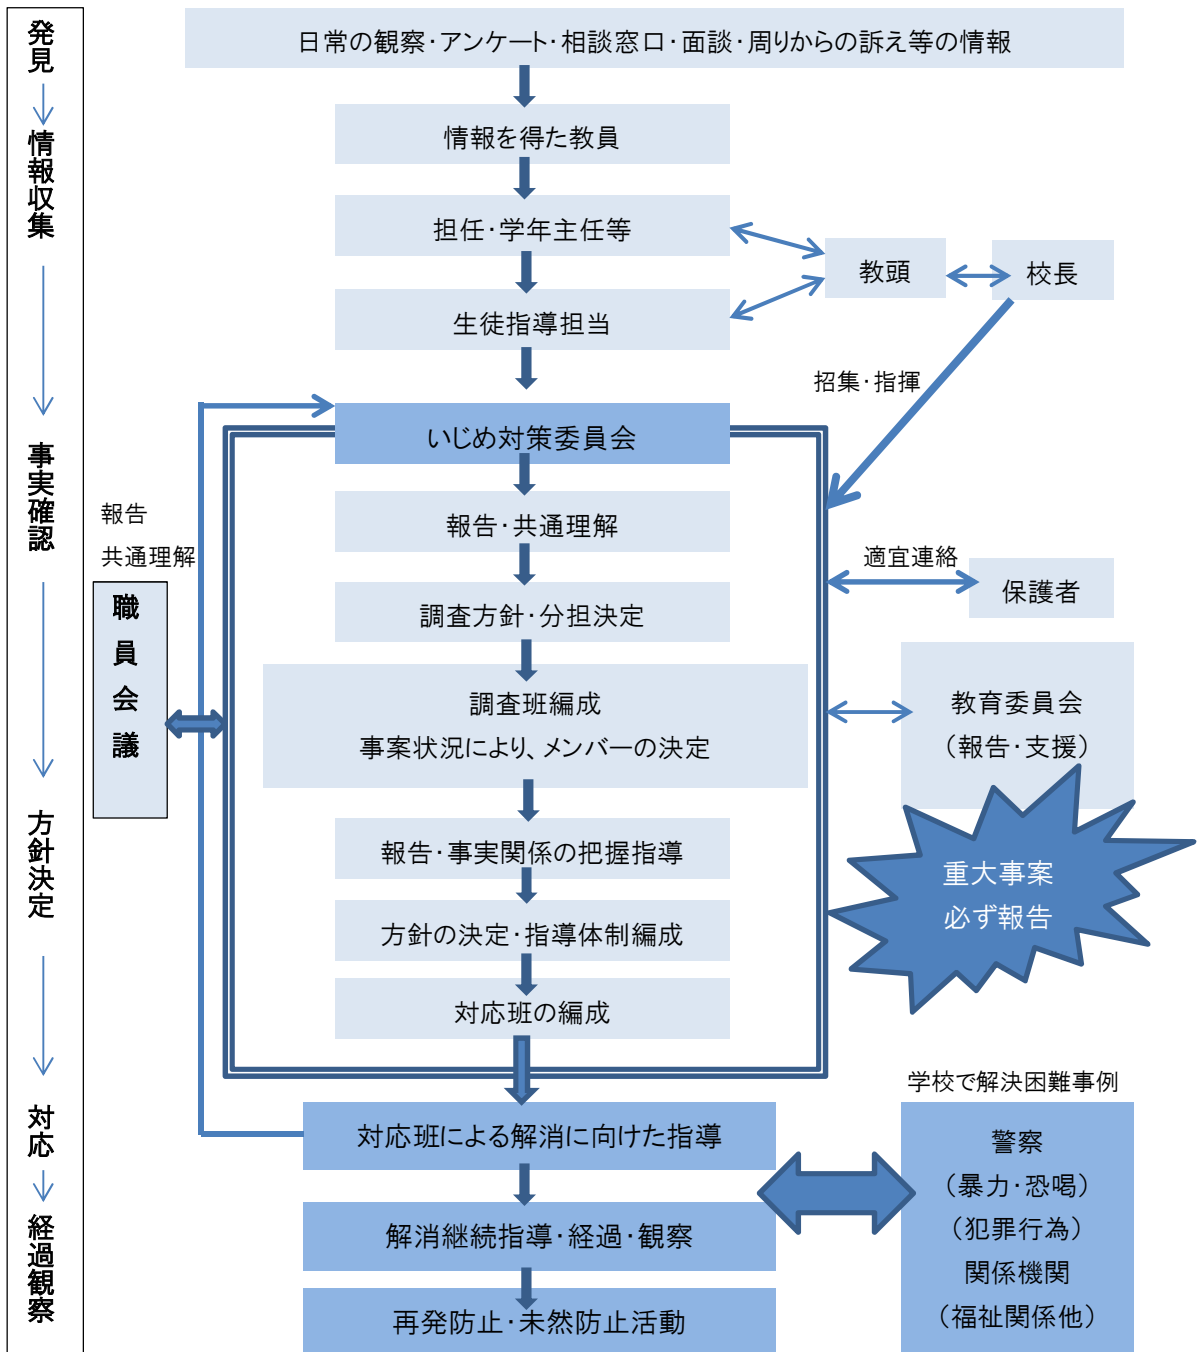 発見
情報収集
事実確認
方針決定
対応
経過観察
日常の観察・アンケート・相談窓口・面談・周りからの訴え等の情報
情報を得た教員
担任・学年主任等
教頭
校長
生徒指導担当
招集・指揮
いじめ対策委員会
報告
共通理解
職員会議
報告・共通理解
適宜連絡
保護者
調査方針・分担決定
調査班編成
事案状況により、メンバーの決定
教育委員会
（報告・支援）
報告・事実関係の把握指導
重大事案
必ず報告
方針の決定・指導体制編成
対応班の編成
学校で解決困難事例
対応班による解消に向けた指導
警察
（暴力・恐喝）
（犯罪行為）
関係機関
（福祉関係他）
解消継続指導・経過・観察
再発防止・未然防止活動